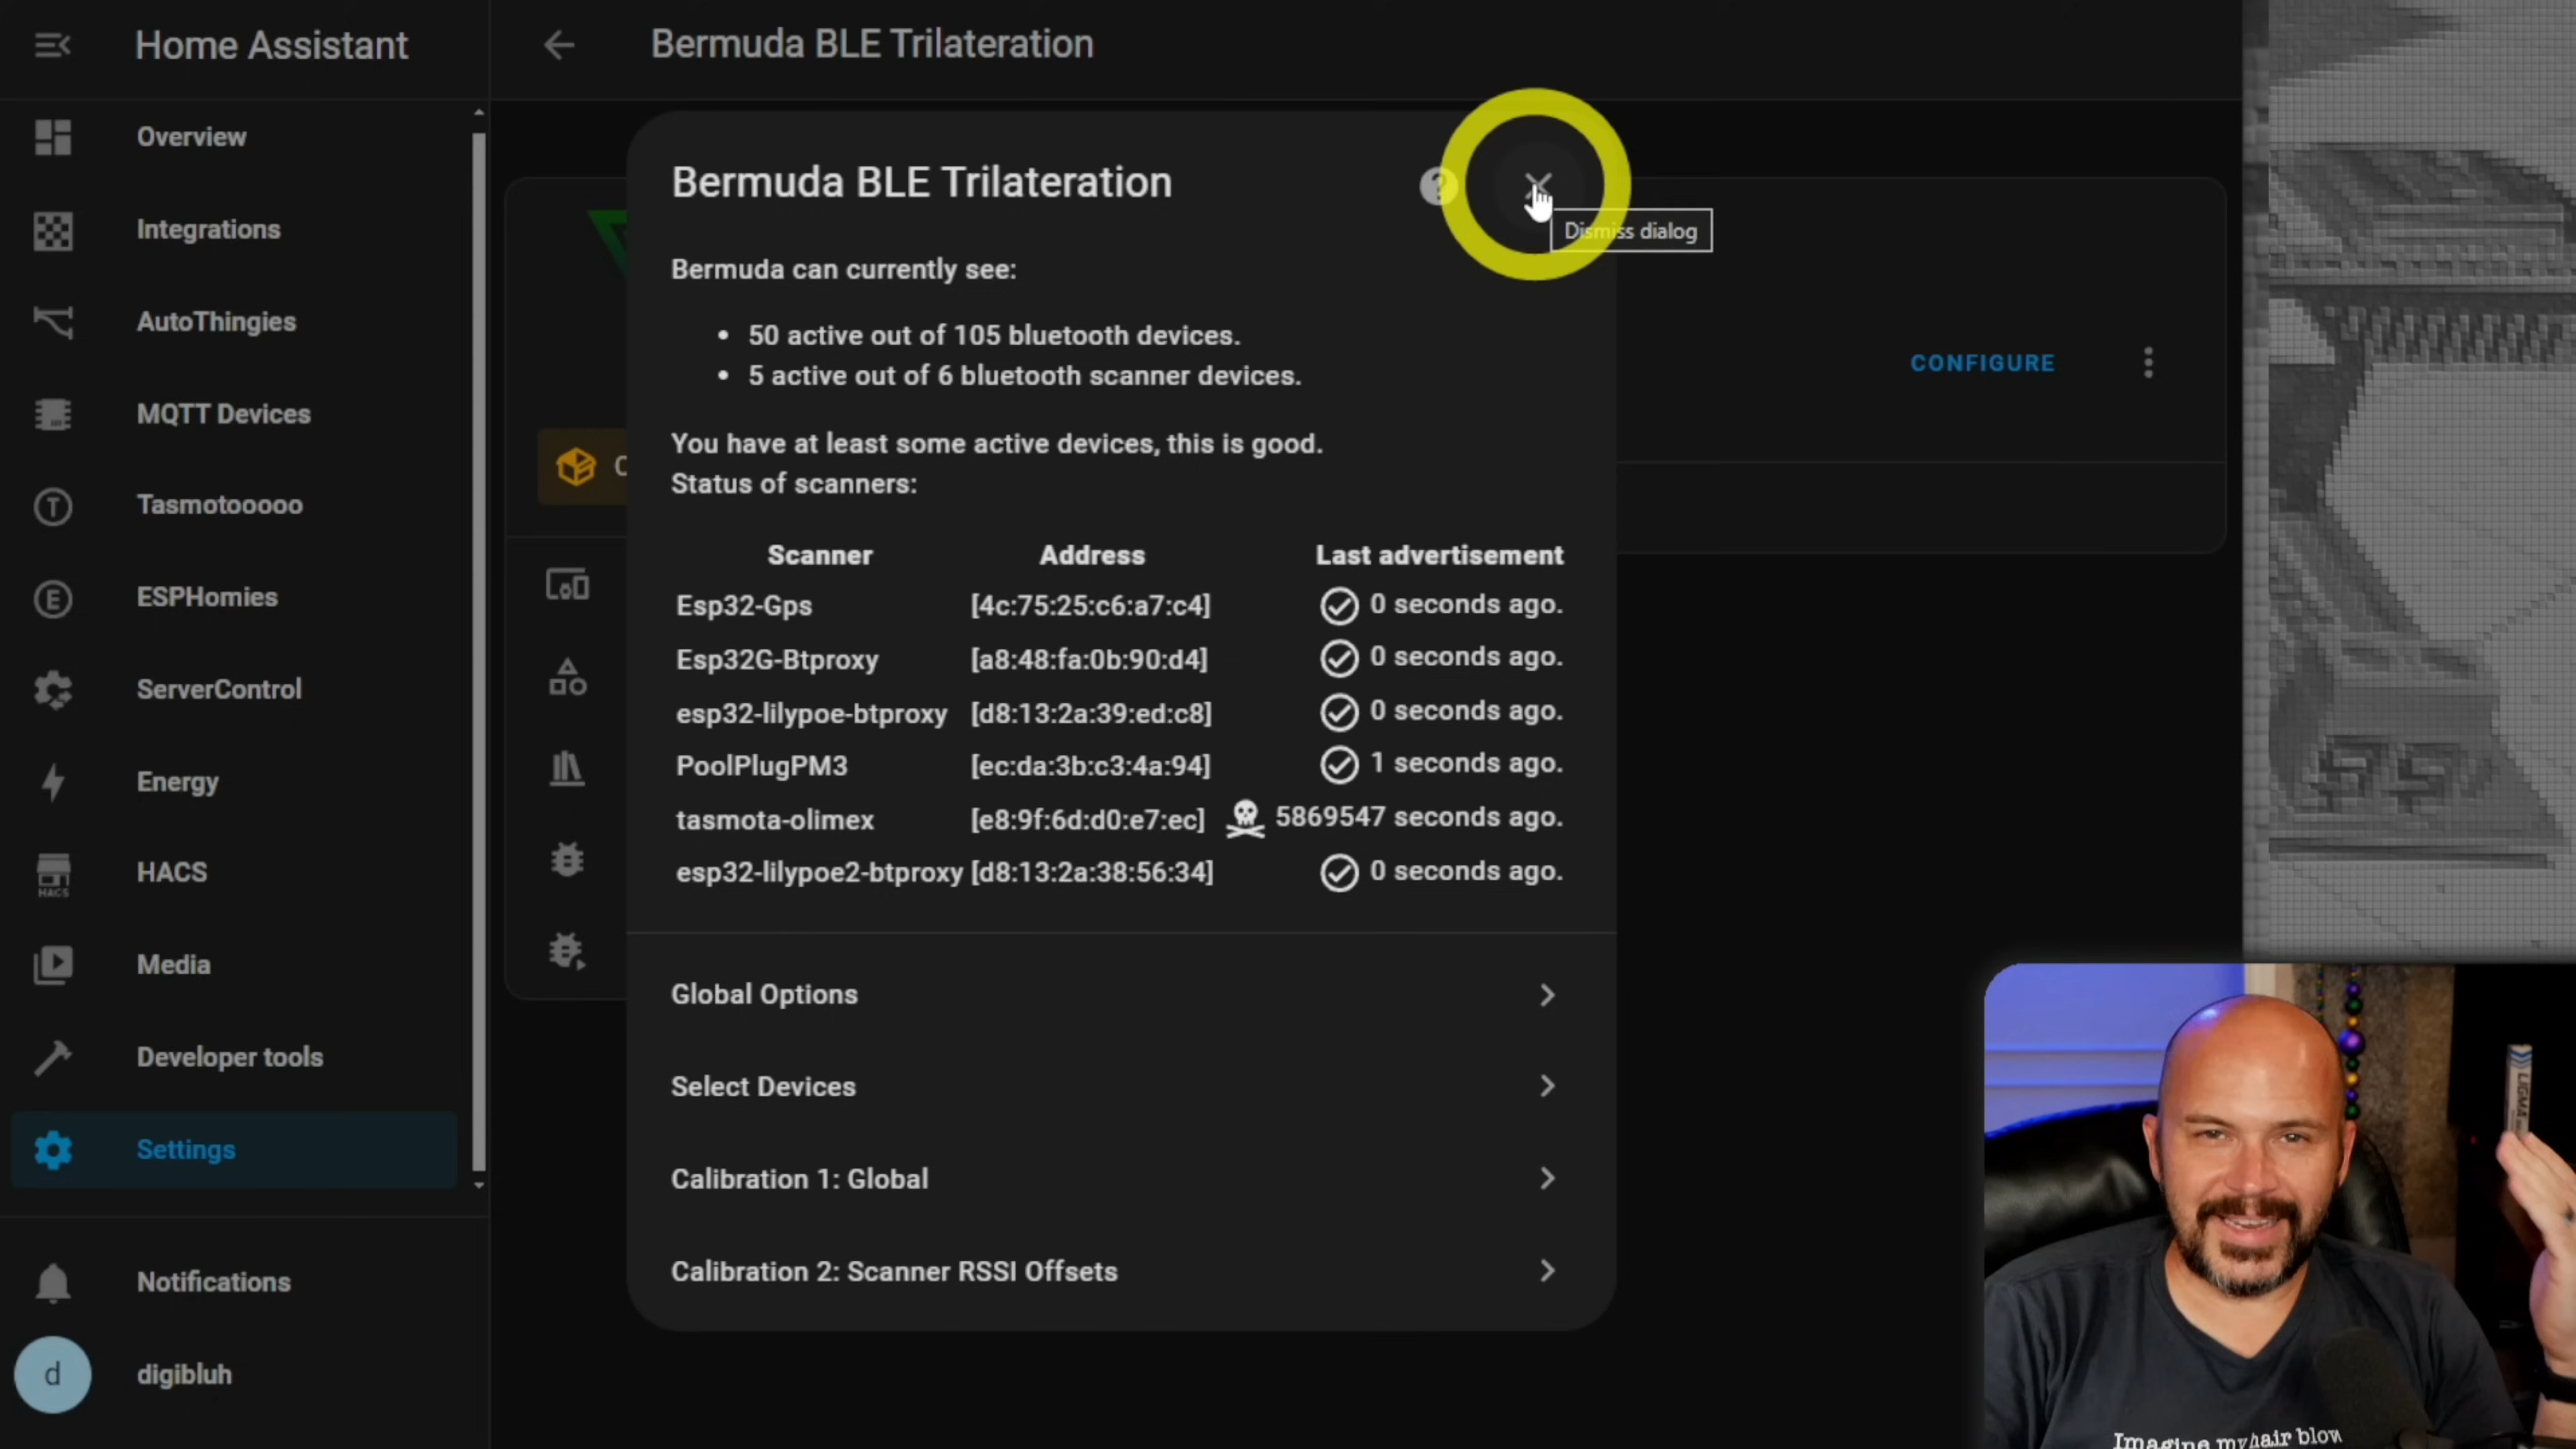 Home Assistant
Bermuda BLE Trilateration
Overview
Integrations
AutoThingies
MQTT Devices
Tasmotooooo
ESPHomies
ServerControl
Energy
HACS
HACS
Media
Developer tools
Settings
Notifications
d
digibluh
Bermuda BLE Trilateration
?
Dismiss dialog
Bermuda can currently see:
• 50 active out of 105 bluetooth devices.
• 5 active out of 6 bluetooth scanner devices.
You have at least some active devices, this is good.
Status of scanners:
Scanner Address Last advertisement
Esp32-Gps [4c:75:25:c6:a7:c4] 0 seconds ago.
Esp32G-Btproxy [a8:48:fa:0b:90:d4] 0 seconds ago.
esp32-lilypoe-btproxy [d8:13:2a:39:ed:c8] 0 seconds ago.
PoolPlugPM3 [ec:da:3b:c3:4a:94] 1 seconds ago.
tasmota-olimex [e8:9f:6d:d0:e7:ec] 5869547 seconds ago.
esp32-lilypoe2-btproxy [d8:13:2a:38:56:34] 0 seconds ago.
Global Options
Select Devices
Calibration 1: Global
Calibration 2: Scanner RSSI Offsets
C
CONFIGURE
LIGMA
Imagine my hair blow